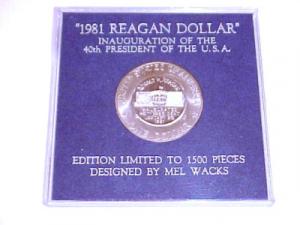 "1981 REAGAN DOLLAR"
INAUGURATION OF THE
40th PRESIDENT OF THE U.S.A.
EDITION LIMITED TO 1500 PIECES
DESIGNED BY MEL WACKS